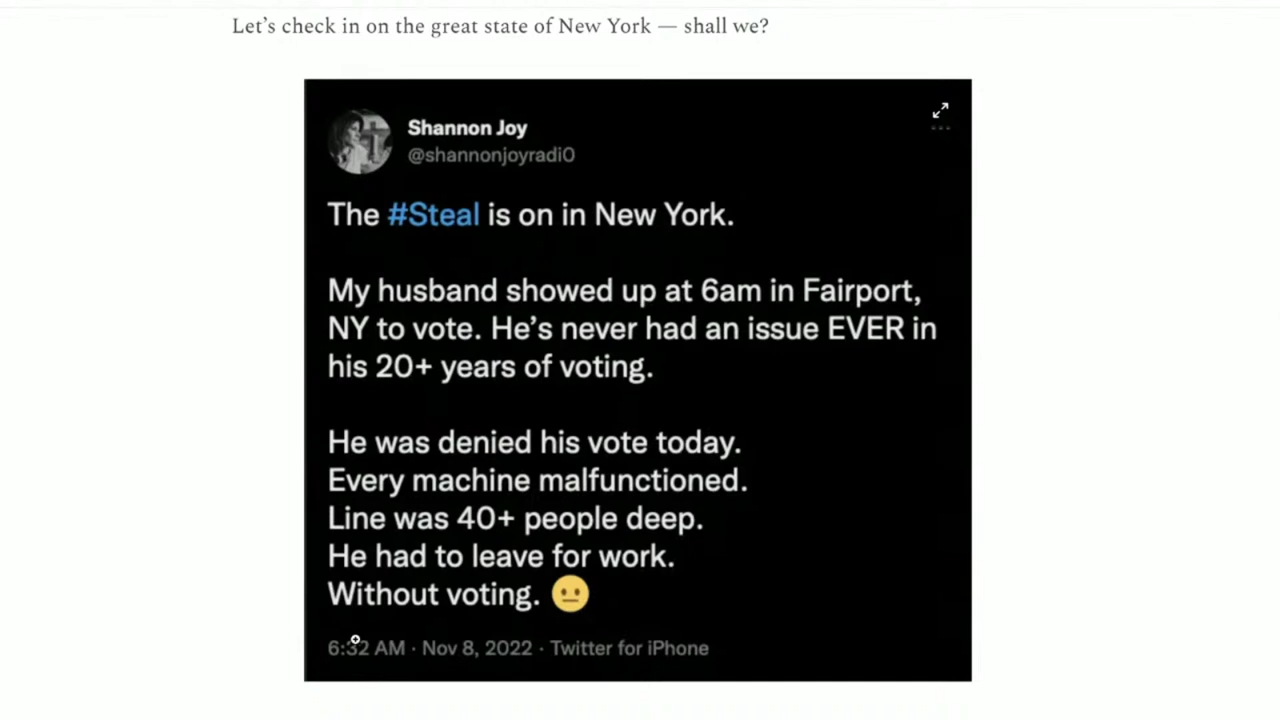 Let's check in on the great state of New York — shall we?
Shannon Joy
@shannonjoyradi0
The #Steal is on in New York.
My husband showed up at 6am in Fairport,
NY to vote. He's never had an issue EVER in
his 20+ years of voting.
He was denied his vote today.
Every machine malfunctioned.
Line was 40+ people deep.
He had to leave for work.
Without voting. 😐
6:32 AM · Nov 8, 2022 · Twitter for iPhone